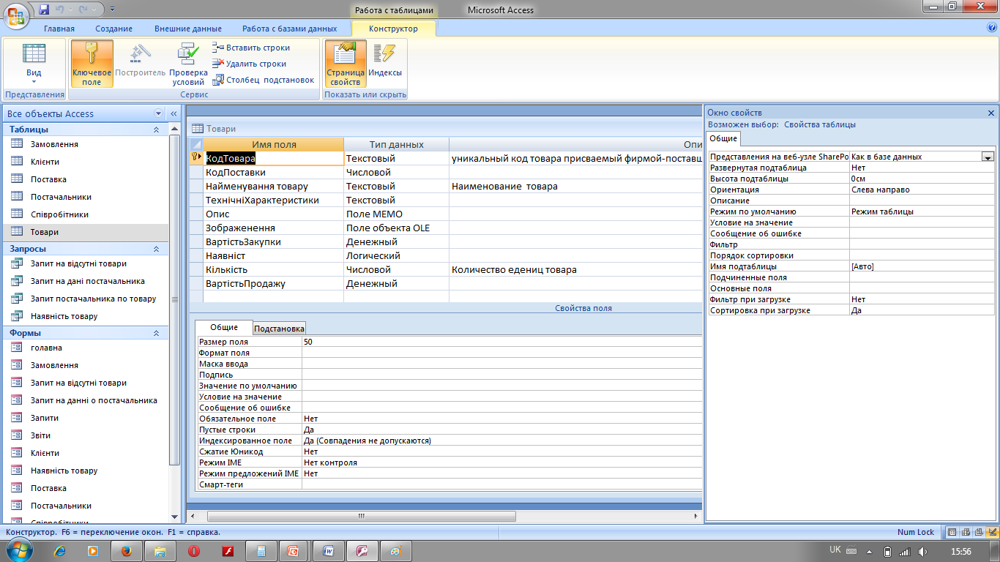 Работа с таблицами Microsoft Access
Главная Создание Внешние данные Работа с базами данных Конструктор
Вид
Представления
Ключевое поле
Построитель
Проверка условий
Вставить строки
Удалить строки
Столбец подстановок
Сервис
Страница свойств
Индексы
Показать или скрыть
Все объекты Access
Таблицы
Замовлення
Клієнти
Поставка
Постачальники
Співробітники
Товари
Запросы
Запит на відсутні товари
Запит на дані постачальника
Запит постачальника по товару
Наявність товару
Формы
головна
Замовлення
Запит на відсутні товари
Запит на данні о постачальника
Запити
Звіти
Клієнти
Наявність товару
Поставка
Постачальники
Співробітники
Товари
Имя поля Тип данных Опи
КодТовара Текстовый уникальный код товара присваемый фирмой-поставщ
КодПоставки Числовой
Найменування товару Текстовый Наименование товара
ТехнічніХарактеристики Текстовый
Опис Поле МЕМО
Зображенення Поле объекта OLE
ВартістьЗакупки Денежный
Наявніст Логический
Кількість Числовой Количество едениц товара
ВартістьПродажу Денежный
Свойства поля
Общие Подстановка
Размер поля 50
Формат поля
Маска ввода
Подпись
Значение по умолчанию
Условие на значение
Сообщение об ошибке
Обязательное поле Нет
Пустые строки Да
Индексированное поле Да (Совпадения не допускаются)
Сжатие Юникод Нет
Режим IME Нет контроля
Режим предложений IME Нет
Смарт-теги
Окно свойств
Возможен выбор: Свойства таблицы
Общие
Представления на веб-узле SharePo Как в базе данных
Развернутая подтаблица Нет
Высота подтаблицы 0см
Ориентация Слева направо
Описание
Режим по умолчанию Режим таблицы
Условие на значение
Сообщение об ошибке
Фильтр
Порядок сортировки
Имя подтаблицы [Авто]
Подчиненные поля
Основные поля
Фильтр при загрузке Нет
Сортировка при загрузке Да
Конструктор. F6 = переключение окон. F1 = справка. Num Lock
UK 15:56